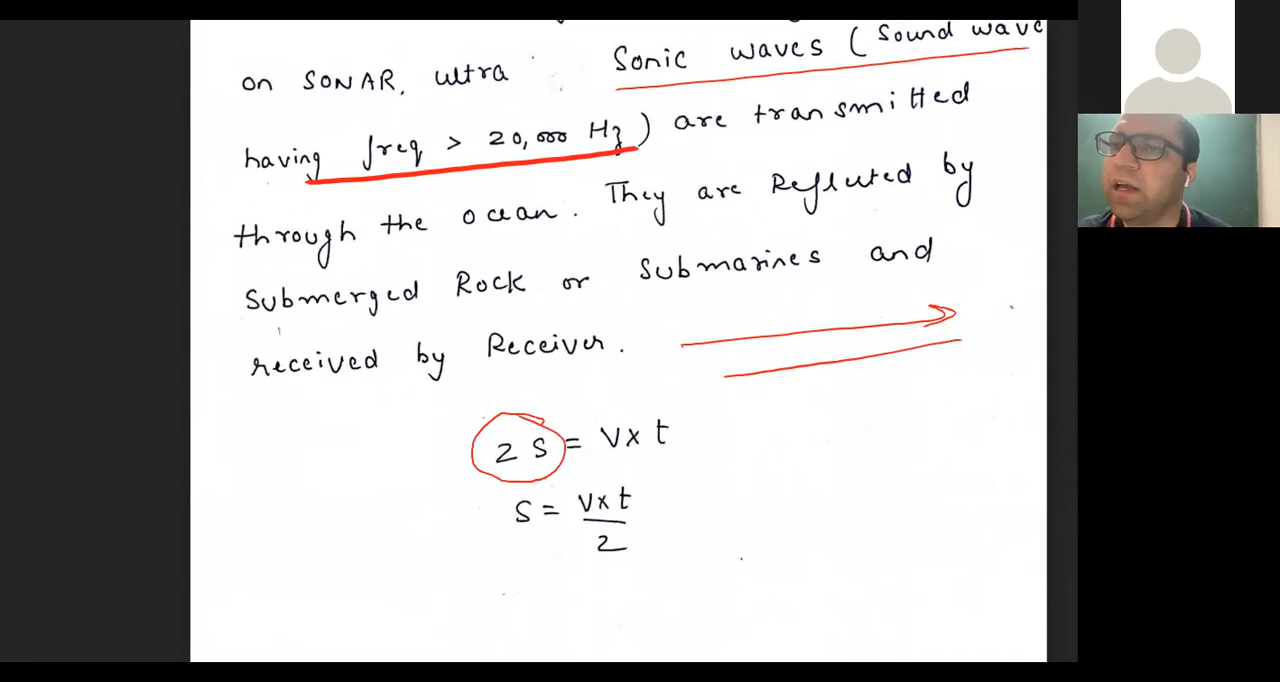 Sonic waves ( Sound wave
on SONAR, ultra
having freq > 20,000 Hz ) are transmitted
through the ocean. They are Reflected by
Submerged Rock or Submarines and
received by Receiver.
2 S = V x t
S = V x t
2